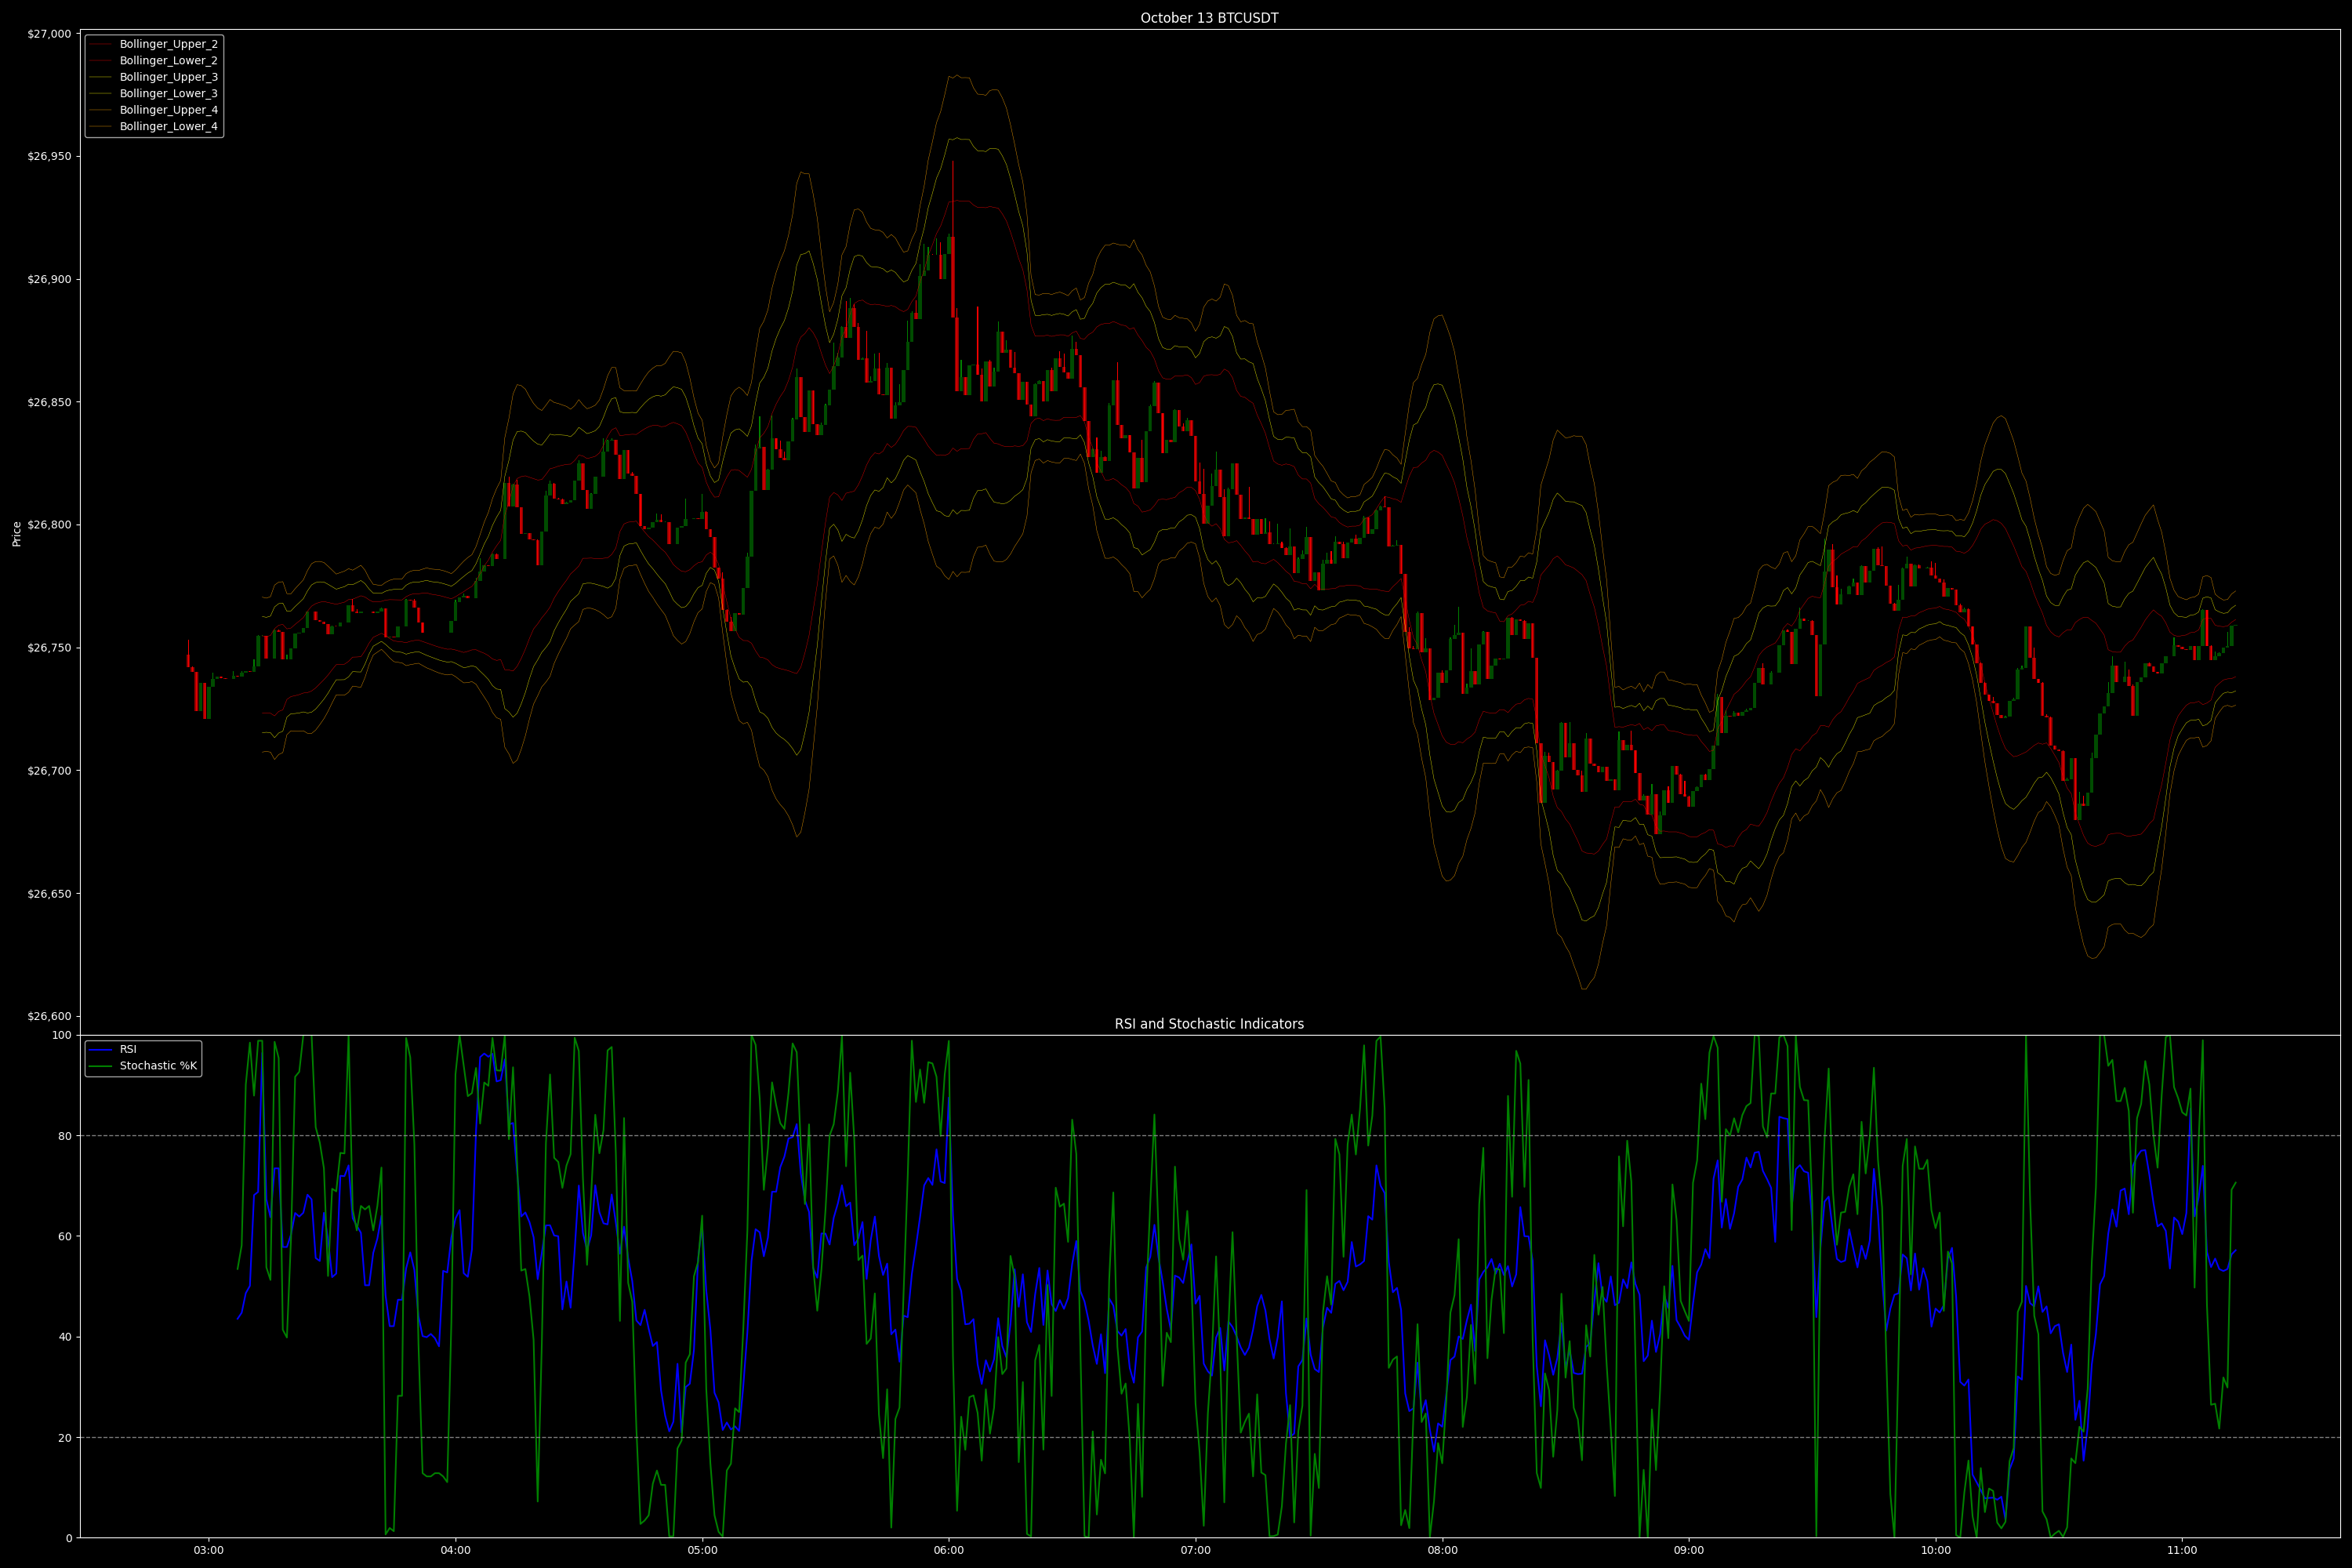 October 13 BTCUSDT
$27,000
$26,950
$26,900
$26,850
$26,800
$26,750
$26,700
$26,650
$26,600
Price
Bollinger_Upper_2
Bollinger_Lower_2
Bollinger_Upper_3
Bollinger_Lower_3
Bollinger_Upper_4
Bollinger_Lower_4
RSI and Stochastic Indicators
100
80
60
40
20
0
RSI
Stochastic %K
03:00
04:00
05:00
06:00
07:00
08:00
09:00
10:00
11:00